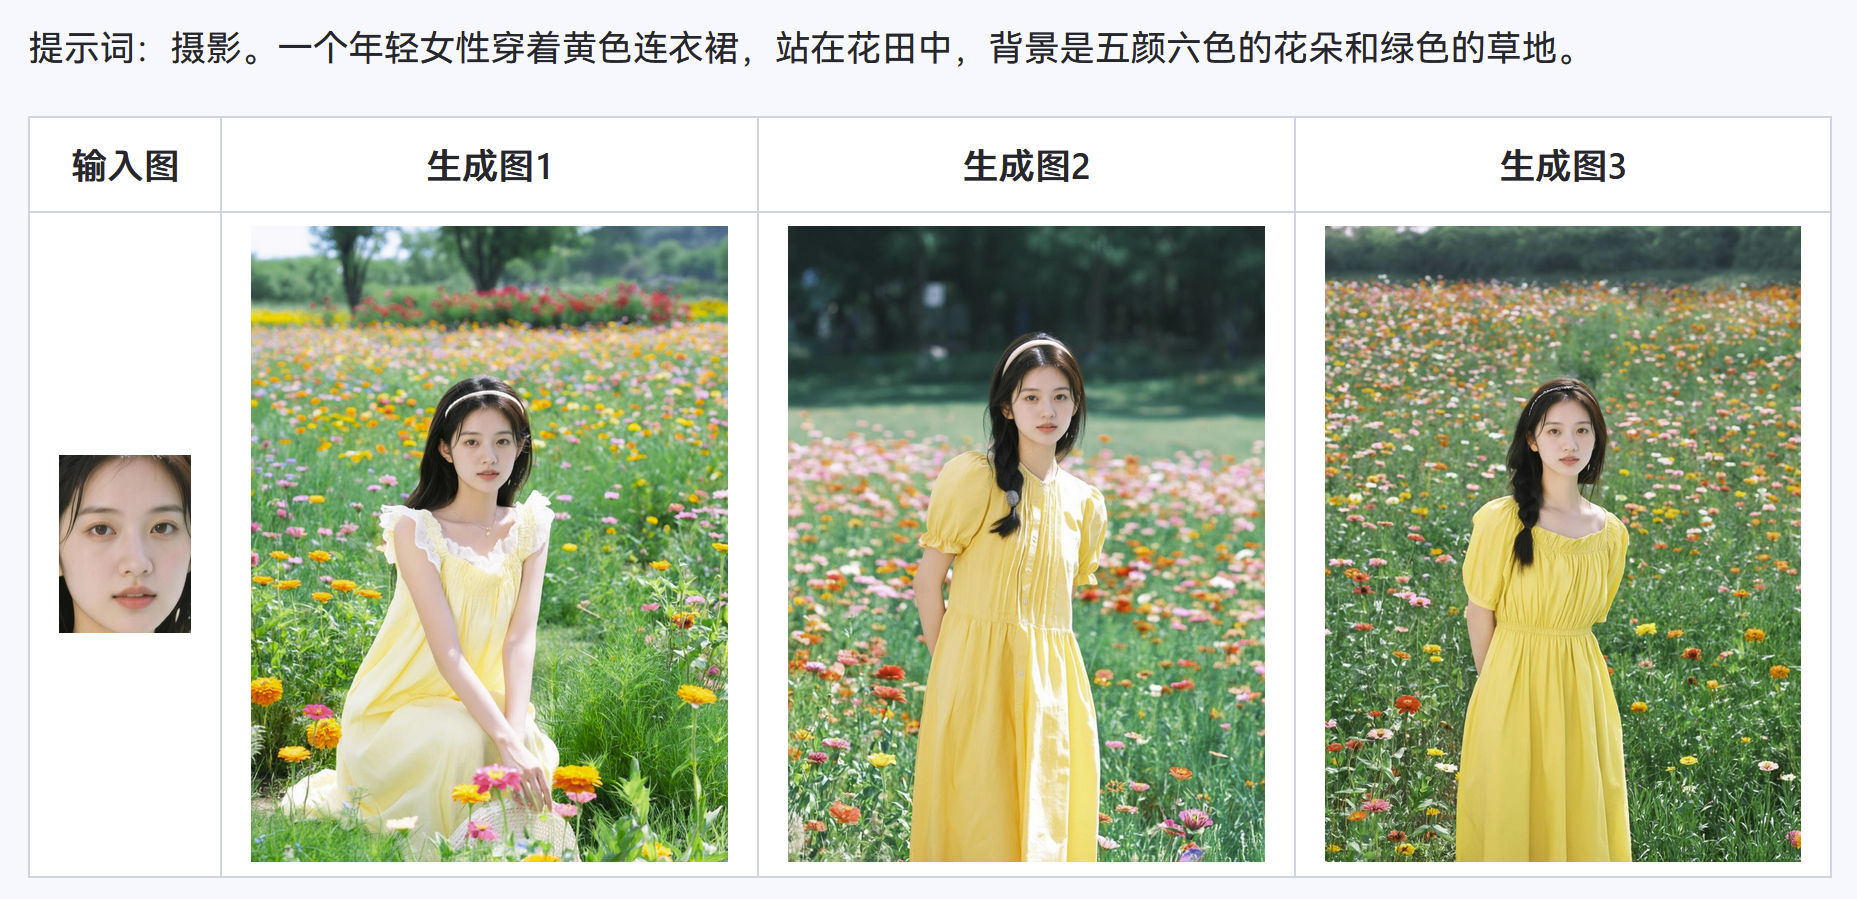 提示词：摄影。一个年轻女性穿着黄色连衣裙，站在花田中，背景是五颜六色的花朵和绿色的草地。
输入图 生成图1 生成图2 生成图3